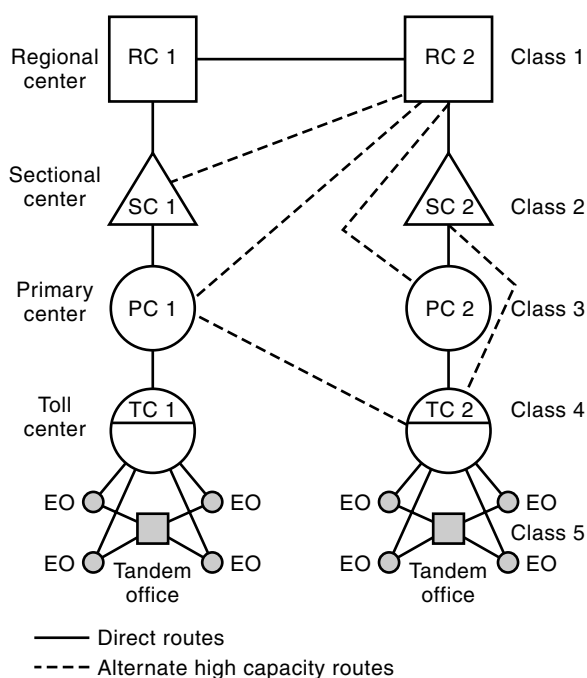 Regional
center
RC 1
RC 2
Class 1
Sectional
center
SC 1
SC 2
Class 2
Primary
center
PC 1
PC 2
Class 3
Toll
center
TC 1
TC 2
Class 4
EO
EO
EO
EO
Class 5
EO
EO
EO
EO
Tandem
office
Tandem
office
Direct routes
Alternate high capacity routes